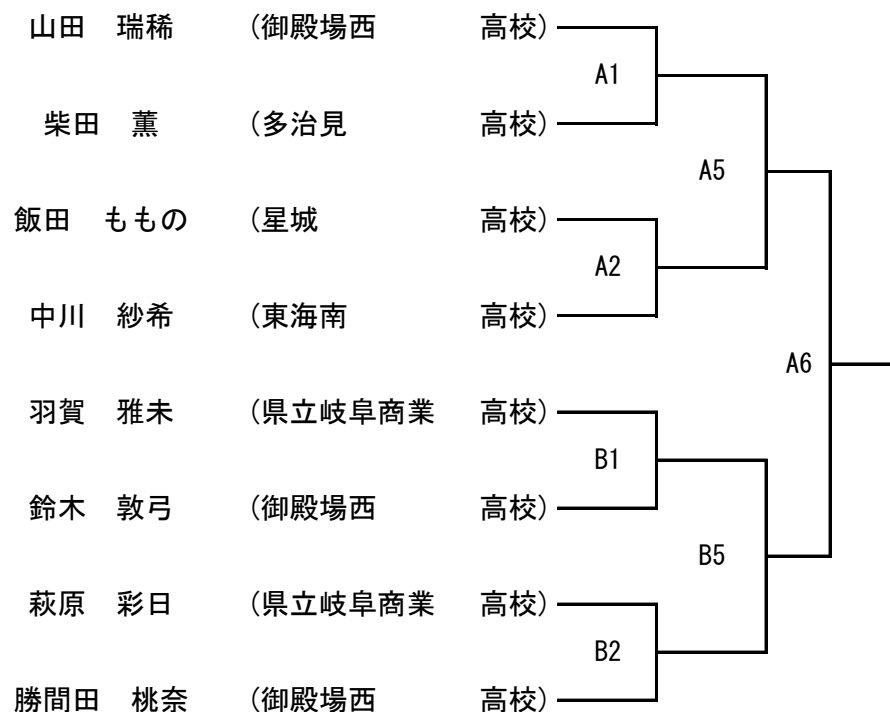 山田　瑞稀　（御殿場西　高校）
A1
柴田　薫　（多治見　高校）
A5
飯田　ももの　（星城　高校）
A2
中川　紗希　（東海南　高校）
A6
羽賀　雅未　（県立岐阜商業　高校）
B1
鈴木　敦弓　（御殿場西　高校）
B5
萩原　彩日　（県立岐阜商業　高校）
B2
勝間田　桃奈　（御殿場西　高校）